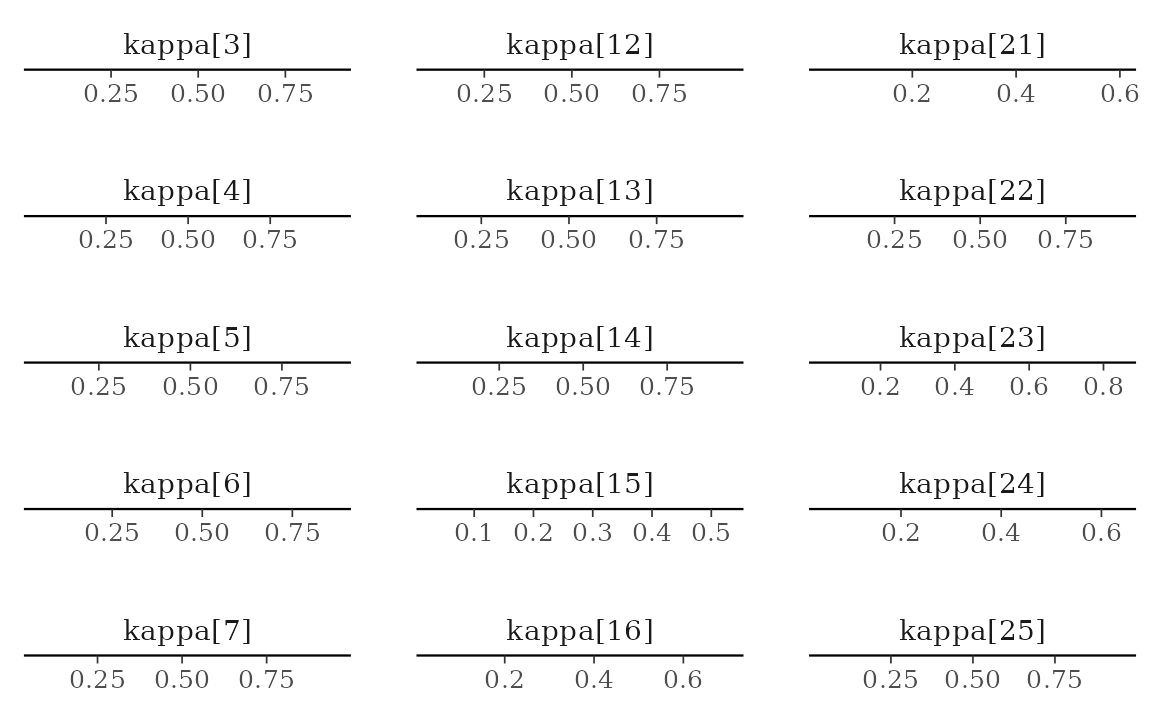 kappa[3] kappa[12] kappa[21]
0.25 0.50 0.75 0.25 0.50 0.75 0.2 0.4 0.6
kappa[4] kappa[13] kappa[22]
0.25 0.50 0.75 0.25 0.50 0.75 0.25 0.50 0.75
kappa[5] kappa[14] kappa[23]
0.25 0.50 0.75 0.25 0.50 0.75 0.2 0.4 0.6 0.8
kappa[6] kappa[15] kappa[24]
0.25 0.50 0.75 0.1 0.2 0.3 0.4 0.5 0.2 0.4 0.6
kappa[7] kappa[16] kappa[25]
0.25 0.50 0.75 0.2 0.4 0.6 0.25 0.50 0.75